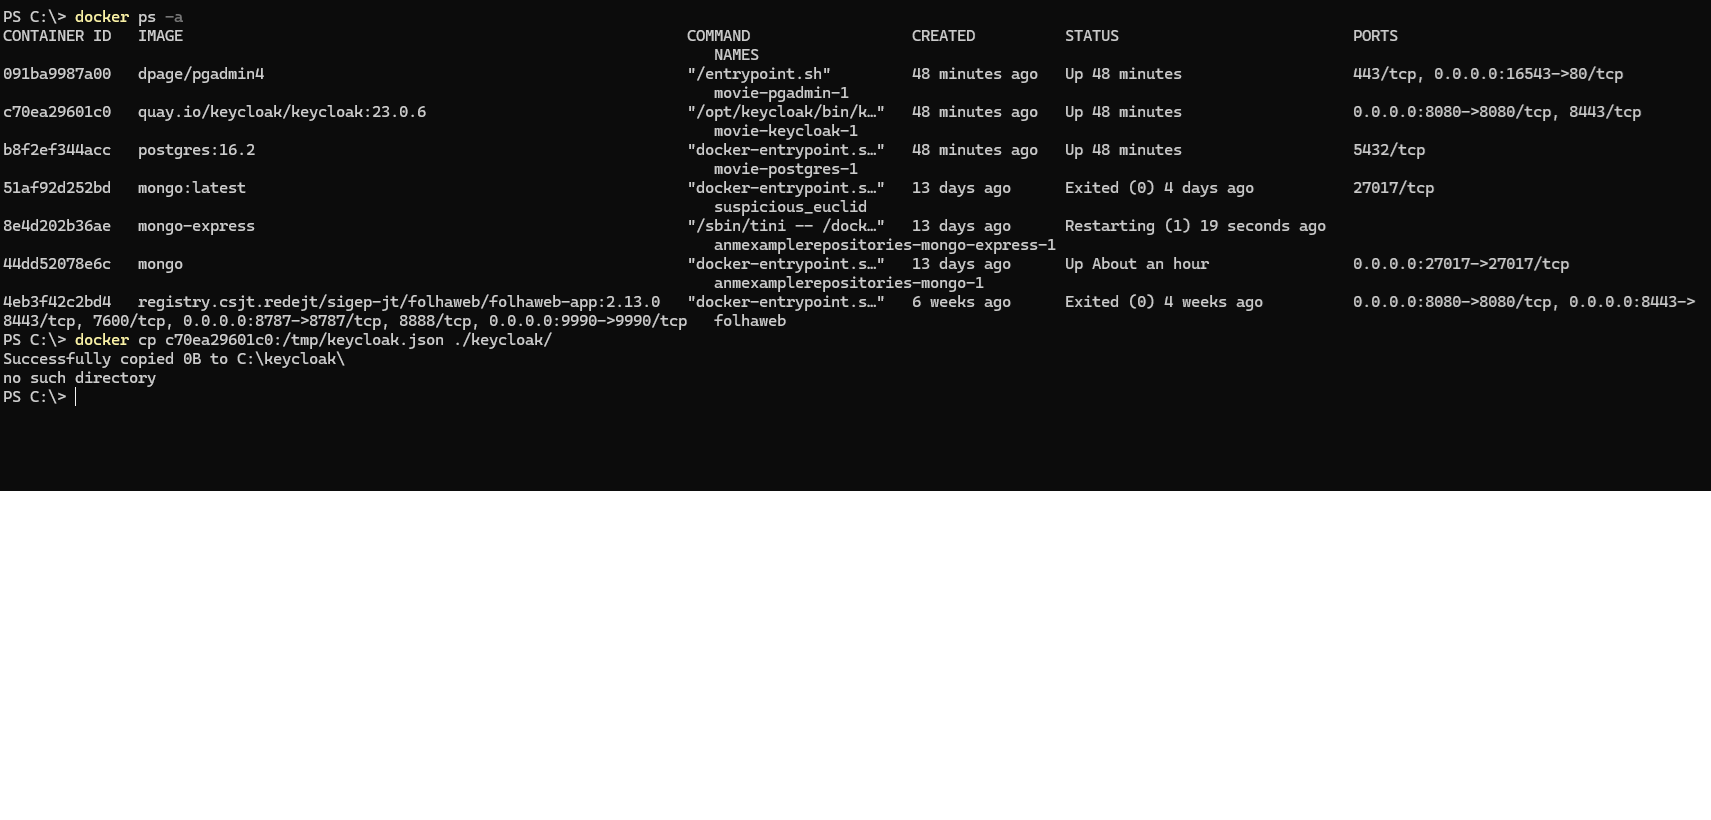 PS C:\> docker ps -a
CONTAINER ID   IMAGE                                                        COMMAND                  CREATED          STATUS                          PORTS
                                                                               NAMES
091ba9987a00   dpage/pgadmin4                                               "/entrypoint.sh"         48 minutes ago   Up 48 minutes                   443/tcp, 0.0.0.0:16543->80/tcp
                                                                               movie-pgadmin-1
c70ea29601c0   quay.io/keycloak/keycloak:23.0.6                             "/opt/keycloak/bin/k…"   48 minutes ago   Up 48 minutes                   0.0.0.0:8080->8080/tcp, 8443/tcp
                                                                               movie-keycloak-1
b8f2ef344acc   postgres:16.2                                                "docker-entrypoint.s…"   48 minutes ago   Up 48 minutes                   5432/tcp
                                                                               movie-postgres-1
51af92d252bd   mongo:latest                                                 "docker-entrypoint.s…"   13 days ago      Exited (0) 4 days ago           27017/tcp
                                                                               suspicious_euclid
8e4d202b36ae   mongo-express                                                "/sbin/tini -- /dock…"   13 days ago      Restarting (1) 19 seconds ago
                                                                               anmexamplerepositories-mongo-express-1
44dd52078e6c   mongo                                                        "docker-entrypoint.s…"   13 days ago      Up About an hour                0.0.0.0:27017->27017/tcp
                                                                               anmexamplerepositories-mongo-1
4eb3f42c2bd4   registry.csjt.redejt/sigep-jt/folhaweb/folhaweb-app:2.13.0   "docker-entrypoint.s…"   6 weeks ago      Exited (0) 4 weeks ago          0.0.0.0:8080->8080/tcp, 0.0.0.0:8443->
8443/tcp, 7600/tcp, 0.0.0.0:8787->8787/tcp, 8888/tcp, 0.0.0.0:9990->9990/tcp   folhaweb
PS C:\> docker cp c70ea29601c0:/tmp/keycloak.json ./keycloak/
Successfully copied 0B to C:\keycloak\
no such directory
PS C:\>